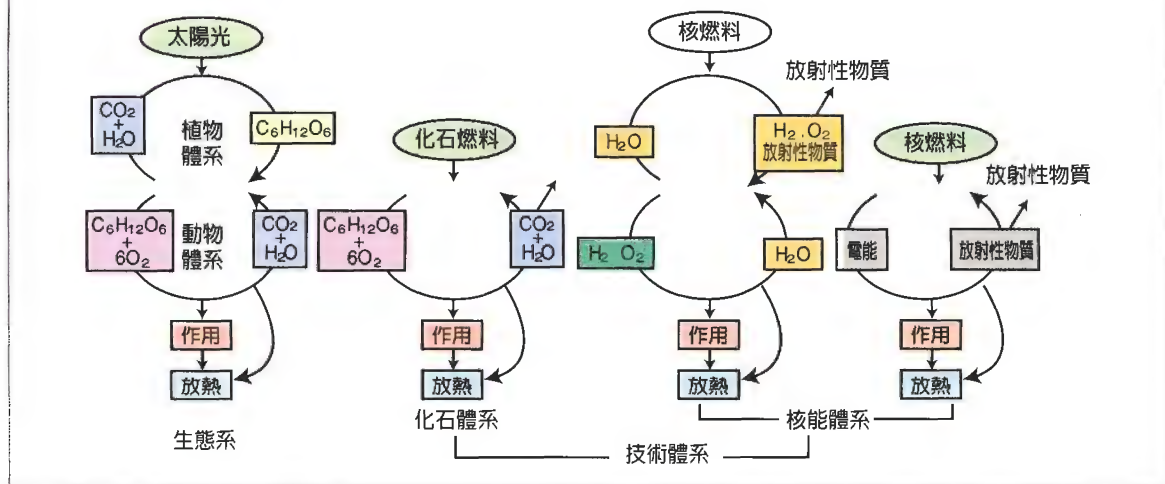 太陽光
CO₂
+
H₂O
植物
體系
C₆H₁₂O₆
C₆H₁₂O₆
+
6O₂
動物
體系
CO₂
+
H₂O
作用
放熱
生態系
化石燃料
C₆H₁₂O₆
+
6O₂
CO₂
+
H₂O
作用
放熱
化石體系
核燃料
放射性物質
H₂O
H₂．O₂
放射性物質
H₂ O₂
H₂O
作用
放熱
核燃料
放射性物質
電能
放射性物質
作用
放熱
核能體系
技術體系